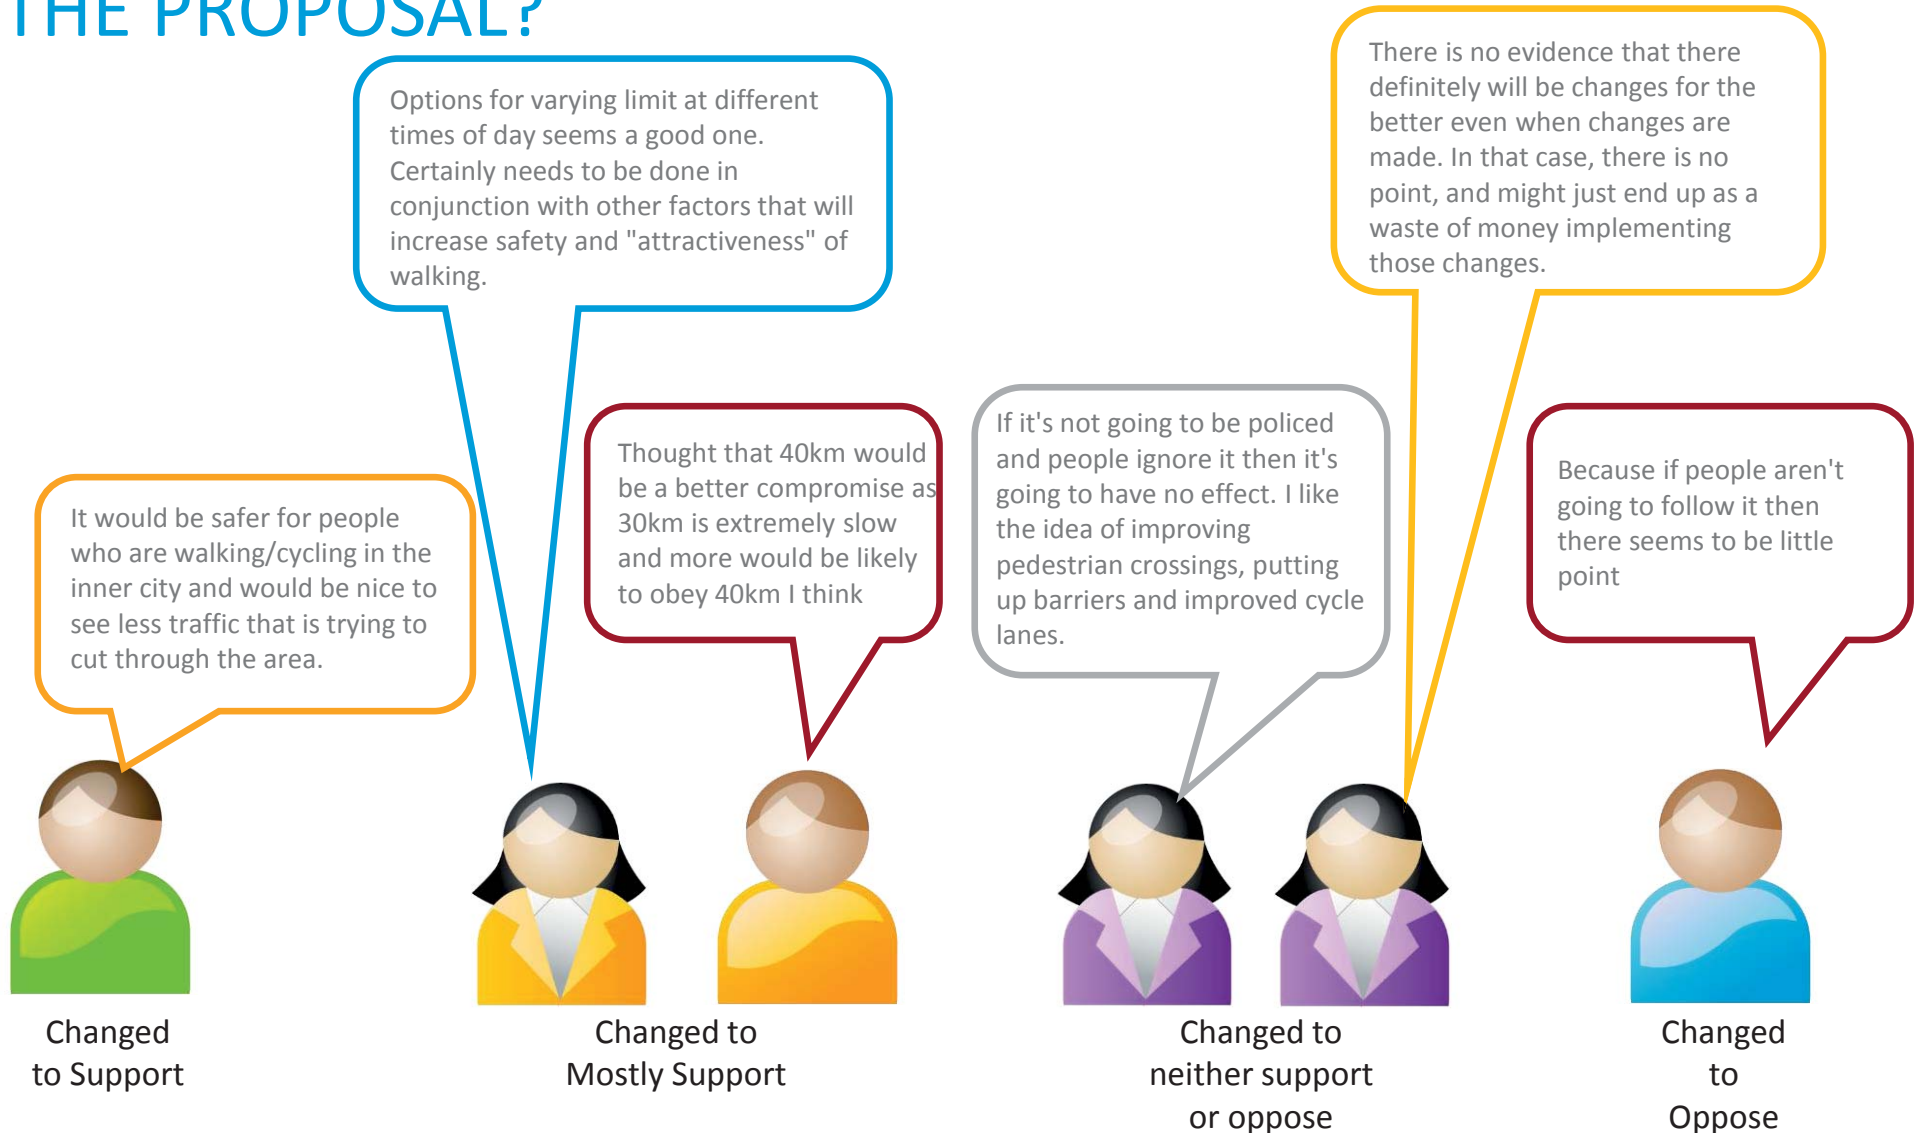 THE PROPOSAL?
Options for varying limit at different
times of day seems a good one.
Certainly needs to be done in
conjunction with other factors that will
increase safety and "attractiveness" of
walking.
There is no evidence that there
definitely will be changes for the
better even when changes are
made. In that case, there is no
point, and might just end up as a
waste of money implementing
those changes.
It would be safer for people
who are walking/cycling in the
inner city and would be nice to
see less traffic that is trying to
cut through the area.
Thought that 40km would
be a better compromise as
30km is extremely slow
and more would be likely
to obey 40km I think
If it's not going to be policed
and people ignore it then it's
going to have no effect. I like
the idea of improving
pedestrian crossings, putting
up barriers and improved cycle
lanes.
Because if people aren't
going to follow it then
there seems to be little
point
Changed
to Support
Changed to
Mostly Support
Changed to
neither support
or oppose
Changed
to
Oppose